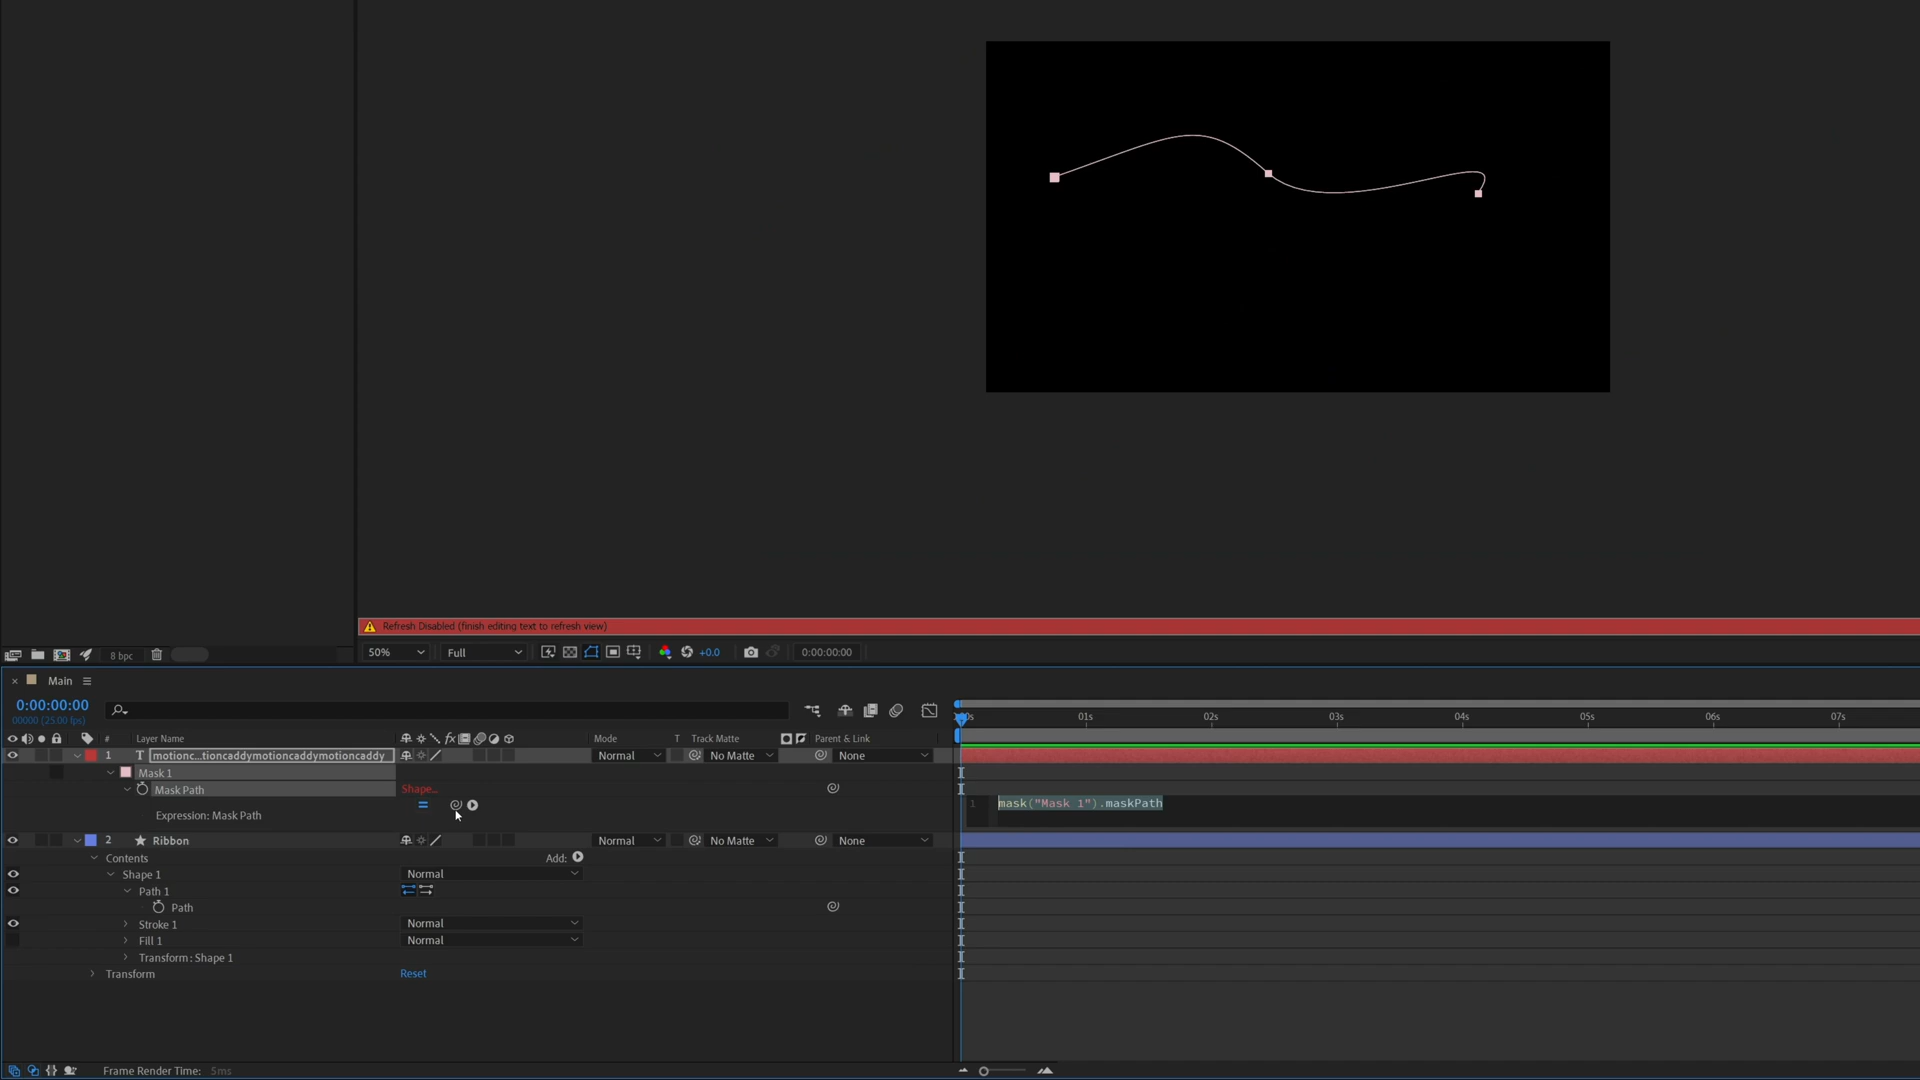 Refresh Disabled (finish editing text to refresh view)
8 bpc
50%
Full
+0.0
0:00:00:00
Main
0:00:00:00
00000 (25.00 fps)
01s
02s
03s
04s
05s
06s
07s
#
Layer Name
Mode
T
Track Matte
Parent & Link
1
T
motionc...tioncaddymotioncaddymotioncaddy
Normal
No Matte
None
Mask 1
Mask Path
Shape...
Expression: Mask Path
1
mask("Mask 1").maskPath
2
Ribbon
Normal
No Matte
None
Contents
Add:
Shape 1
Normal
Path 1
Path
Stroke 1
Normal
Fill 1
Normal
Transform: Shape 1
Transform
Reset
Frame Render Time: 5ms